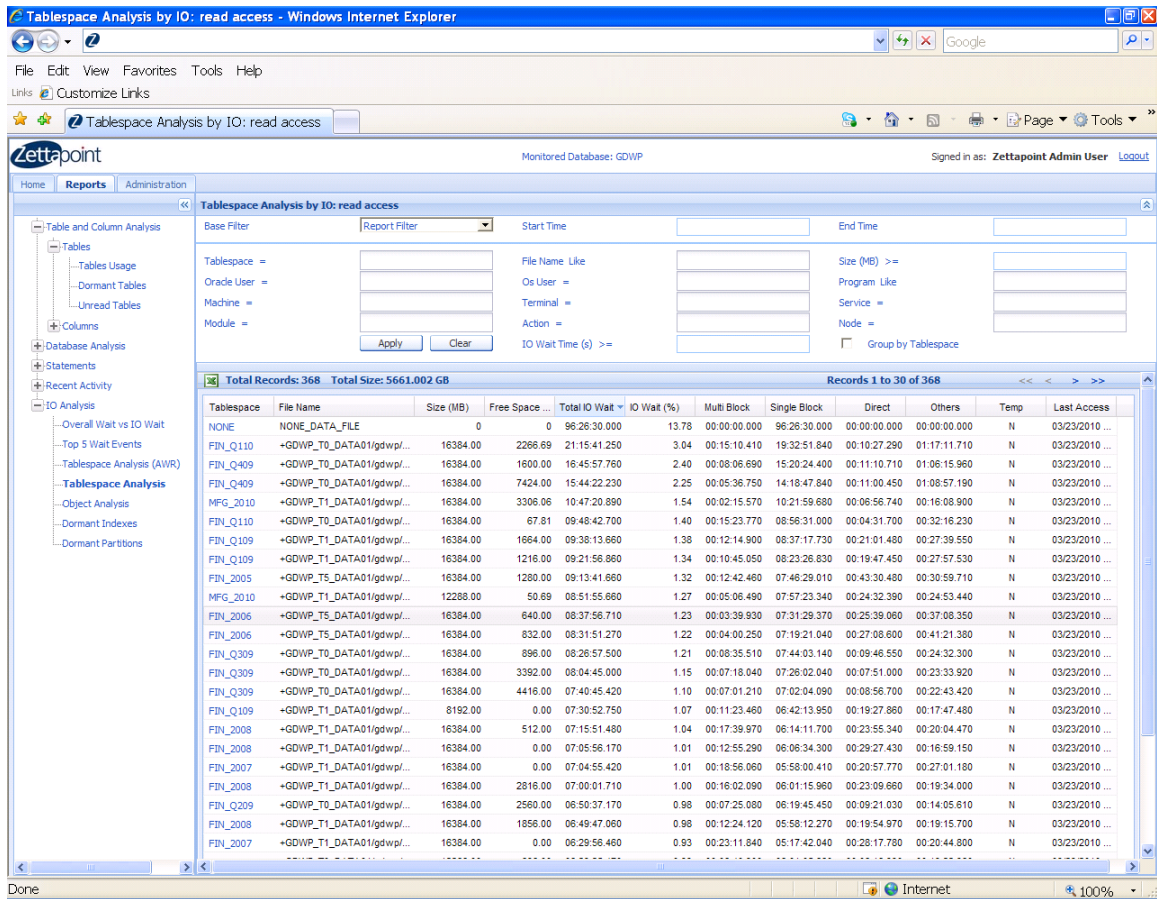 Tablespace Analysis by IO: read access - Windows Internet Explorer
Google
File Edit View Favorites Tools Help
Links Customize Links
Tablespace Analysis by IO: read access
Page Tools »
Zettapoint Monitored Database: GDWP Signed in as: Zettapoint Admin User Logout
Home Reports Administration
Table and Column Analysis
Tables
Tables Usage
Dormant Tables
Unread Tables
Columns
Database Analysis
Statements
Recent Activity
IO Analysis
Overall Wait vs IO Wait
Top 5 Wait Events
Tablespace Analysis (AWR)
Tablespace Analysis
Object Analysis
Dormant Indexes
Dormant Partitions
Tablespace Analysis by IO: read access
Base Filter Report Filter Start Time End Time
Tablespace = File Name Like Size (MB) >=
Oracle User = Os User = Program Like
Machine = Terminal = Service =
Module = Action = Node =
Apply Clear IO Wait Time (s) >= Group by Tablespace
Total Records: 368 Total Size: 5661.002 GB Records 1 to 30 of 368 << < > >>
Tablespace File Name Size (MB) Free Space ... Total IO Wait IO Wait (%) Multi Block Single Block Direct Others Temp Last Access
NONE NONE_DATA_FILE 0 0 96:26:30.000 13.78 00:00:00.000 96:26:30.000 00:00:00.000 00:00:00.000 N 03/23/2010 ...
FIN_Q110 +GDWP_T0_DATA01/gdwp/... 16384.00 2266.69 21:15:41.250 3.04 00:15:10.410 19:32:51.840 00:10:27.290 01:17:11.710 N 03/23/2010 ...
FIN_Q409 +GDWP_T0_DATA01/gdwp/... 16384.00 1600.00 16:45:57.760 2.40 00:08:06.690 15:20:24.400 00:11:10.710 01:06:15.960 N 03/23/2010 ...
FIN_Q409 +GDWP_T0_DATA01/gdwp/... 16384.00 7424.00 15:44:22.230 2.25 00:05:36.750 14:18:47.840 00:11:00.450 01:08:57.190 N 03/23/2010 ...
MFG_2010 +GDWP_T1_DATA01/gdwp/... 16384.00 3306.06 10:47:20.890 1.54 00:02:15.570 10:21:59.680 00:06:56.740 00:16:08.900 N 03/23/2010 ...
FIN_Q110 +GDWP_T0_DATA01/gdwp/... 16384.00 67.81 09:48:42.700 1.40 00:15:23.770 08:56:31.000 00:04:31.700 00:32:16.230 N 03/23/2010 ...
FIN_Q109 +GDWP_T1_DATA01/gdwp/... 16384.00 1664.00 09:38:13.660 1.38 00:12:14.900 08:37:17.730 00:21:01.480 00:27:39.550 N 03/23/2010 ...
FIN_Q109 +GDWP_T1_DATA01/gdwp/... 16384.00 1216.00 09:21:56.860 1.34 00:10:45.050 08:23:26.830 00:19:47.450 00:27:57.530 N 03/23/2010 ...
FIN_2005 +GDWP_T5_DATA01/gdwp/... 16384.00 1280.00 09:13:41.660 1.32 00:12:42.460 07:46:29.010 00:43:30.480 00:30:59.710 N 03/23/2010 ...
MFG_2010 +GDWP_T1_DATA01/gdwp/... 12288.00 50.69 08:51:55.660 1.27 00:05:06.490 07:57:23.340 00:24:32.390 00:24:53.440 N 03/23/2010 ...
FIN_2006 +GDWP_T5_DATA01/gdwp/... 16384.00 640.00 08:37:56.710 1.23 00:03:39.930 07:31:29.370 00:25:39.060 00:37:08.350 N 03/23/2010 ...
FIN_2006 +GDWP_T5_DATA01/gdwp/... 16384.00 832.00 08:31:51.270 1.22 00:04:00.250 07:19:21.040 00:27:08.600 00:41:21.380 N 03/23/2010 ...
FIN_Q309 +GDWP_T0_DATA01/gdwp/... 16384.00 896.00 08:26:57.500 1.21 00:08:35.510 07:44:03.140 00:09:46.550 00:24:32.300 N 03/23/2010 ...
FIN_Q309 +GDWP_T0_DATA01/gdwp/... 16384.00 3392.00 08:04:45.000 1.15 00:07:18.040 07:26:02.040 00:07:51.000 00:23:33.920 N 03/23/2010 ...
FIN_Q309 +GDWP_T0_DATA01/gdwp/... 16384.00 4416.00 07:40:45.420 1.10 00:07:01.210 07:02:04.090 00:08:56.700 00:22:43.420 N 03/23/2010 ...
FIN_Q109 +GDWP_T1_DATA01/gdwp/... 8192.00 0.00 07:30:52.750 1.07 00:11:23.460 06:42:13.950 00:19:27.860 00:17:47.480 N 03/23/2010 ...
FIN_2008 +GDWP_T1_DATA01/gdwp/... 16384.00 512.00 07:15:51.480 1.04 00:17:39.970 06:14:11.700 00:23:55.340 00:20:04.470 N 03/23/2010 ...
FIN_2008 +GDWP_T1_DATA01/gdwp/... 16384.00 0.00 07:05:56.170 1.01 00:12:55.290 06:06:34.300 00:29:27.430 00:16:59.150 N 03/23/2010 ...
FIN_2007 +GDWP_T1_DATA01/gdwp/... 16384.00 0.00 07:04:55.420 1.01 00:18:56.060 05:58:00.410 00:20:57.770 00:27:01.180 N 03/23/2010 ...
FIN_2008 +GDWP_T1_DATA01/gdwp/... 16384.00 2816.00 07:00:01.710 1.00 00:16:02.090 06:01:15.960 00:23:09.660 00:19:34.000 N 03/23/2010 ...
FIN_Q209 +GDWP_T0_DATA01/gdwp/... 16384.00 2560.00 06:50:37.170 0.98 00:07:25.080 06:19:45.450 00:09:21.030 00:14:05.610 N 03/23/2010 ...
FIN_2008 +GDWP_T1_DATA01/gdwp/... 16384.00 1856.00 06:49:47.060 0.98 00:12:24.120 05:58:12.270 00:19:54.970 00:19:15.700 N 03/23/2010 ...
FIN_2007 +GDWP_T1_DATA01/gdwp/... 16384.00 0.00 06:29:56.460 0.93 00:23:11.840 05:17:42.040 00:28:17.780 00:20:44.800 N 03/23/2010 ...
Done Internet 100%